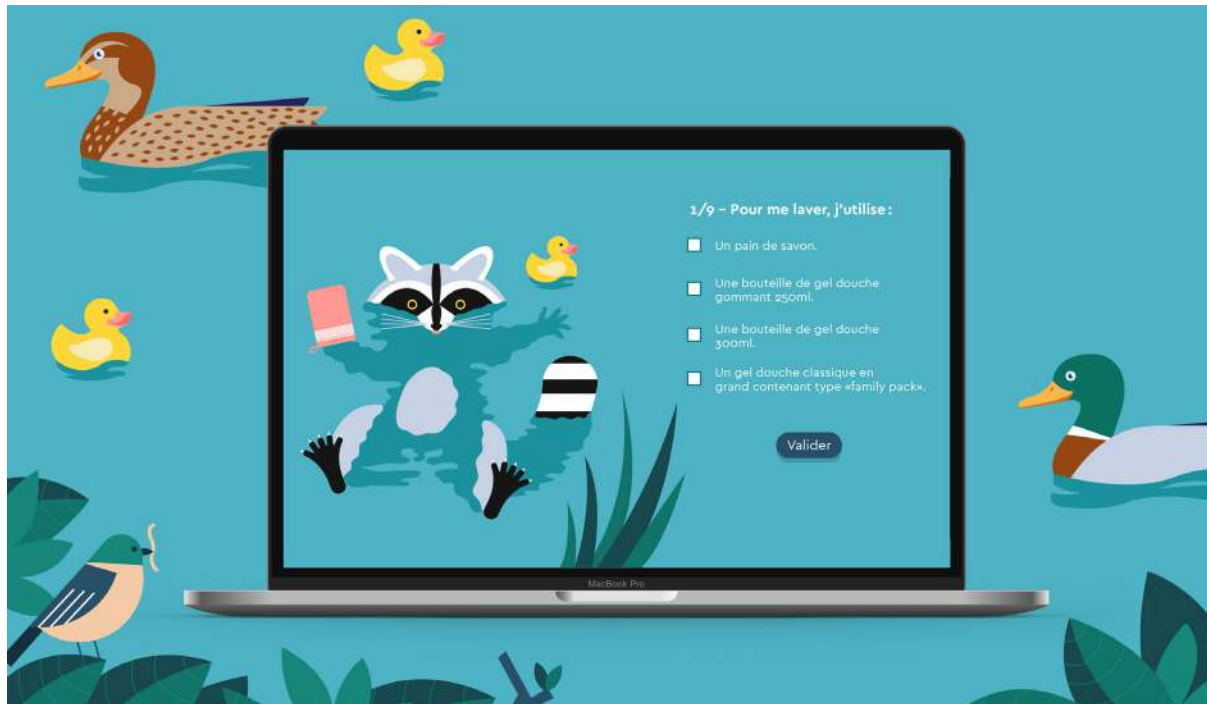 1/9 – Pour me laver, j'utilise :
Un pain de savon.
Une bouteille de gel douche
gommant 250ml.
Une bouteille de gel douche
300ml.
Un gel douche classique en
grand contenant type «family pack».
Valider
MacBook Pro